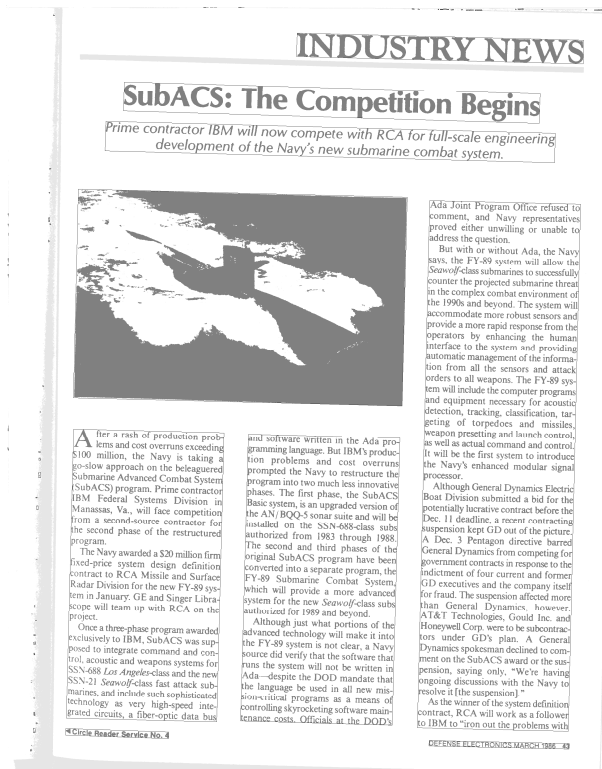 INDUSTRY NEWS
SubACS: The Competition Begins
Prime contractor IBM will now compete with RCA for full-scale engineering
development of the Navy's new submarine combat system.
After a rash of production prob-
lems and cost overruns exceeding
$100 million, the Navy is taking a
go-slow approach on the beleaguered
Submarine Advanced Combat System
(SubACS) program. Prime contractor
IBM Federal Systems Division in
Manassas, Va., will face competition
from a second-source contractor for
the second phase of the restructured
program.
The Navy awarded a $20 million firm
fixed-price system design definition
contract to RCA Missile and Surface
Radar Division for the new FY-89 sys-
tem in January. GE and Singer Libra-
scope will team up with RCA on the
project.
Once a three-phase program awarded
exclusively to IBM, SubACS was sup-
posed to integrate command and con-
trol, acoustic and weapons systems for
SSN-688 Los Angeles-class and the new
SSN-21 Seawolf-class fast attack sub-
marines, and include such sophisticated
technology as very high-speed inte-
grated circuits, a fiber-optic data bus
and software written in the Ada pro-
gramming language. But IBM's produc-
tion problems and cost overruns
prompted the Navy to restructure the
program into two much less innovative
phases. The first phase, the SubACS
Basic system, is an upgraded version of
the AN/BQQ-5 sonar suite and will be
installed on the SSN-688-class subs
authorized from 1983 through 1988.
The second and third phases of the
original SubACS program have been
converted into a separate program, the
FY-89 Submarine Combat System,
which will provide a more advanced
system for the new Seawolf-class subs
authorized for 1989 and beyond.
Although just what portions of the
advanced technology will make it into
the FY-89 system is not clear, a Navy
source did verify that the software that
runs the system will not be written in
Ada—despite the DOD mandate that
the language be used in all new mis-
sion-critical programs as a means of
controlling skyrocketing software main-
tenance costs. Officials at the DOD's
Ada Joint Program Office refused to
comment, and Navy representatives
proved either unwilling or unable to
address the question.
But with or without Ada, the Navy
says, the FY-89 system will allow the
Seawolf-class submarines to successfully
counter the projected submarine threat
in the complex combat environment of
the 1990s and beyond. The system will
accommodate more robust sensors and
provide a more rapid response from the
operators by enhancing the human
interface to the system and providing
automatic management of the informa-
tion from all the sensors and attack
orders to all weapons. The FY-89 sys-
tem will include the computer programs
and equipment necessary for acoustic
detection, tracking, classification, tar-
geting of torpedoes and missiles,
weapon presetting and launch control,
as well as actual command and control.
It will be the first system to introduce
the Navy's enhanced modular signal
processor.
Although General Dynamics Electric
Boat Division submitted a bid for the
potentially lucrative contract before the
Dec. 11 deadline, a recent contracting
suspension kept GD out of the picture.
A Dec. 3 Pentagon directive barred
General Dynamics from competing for
government contracts in response to the
indictment of four current and former
GD executives and the company itself
for fraud. The suspension affected more
than General Dynamics, however.
AT&T Technologies, Gould Inc. and
Honeywell Corp. were to be subcontrac-
tors under GD's plan. A General
Dynamics spokesman declined to com-
ment on the SubACS award or the sus-
pension, saying only, "We're having
ongoing discussions with the Navy to
resolve it [the suspension]."
As the winner of the system definition
contract, RCA will work as a follower
to IBM to "iron out the problems with
◄ Circle Reader Service No. 4
DEFENSE ELECTRONICS MARCH 1986 43